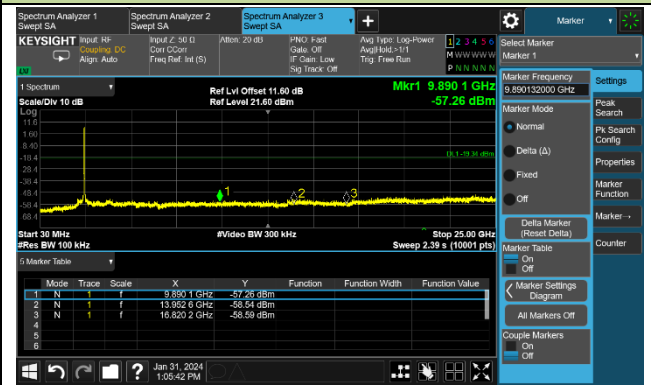 Spectrum Analyzer 1
Swept SA
Spectrum Analyzer 2
Swept SA
Spectrum Analyzer 3
Swept SA
+
Marker
KEYSIGHT
Input: RF
Coupling: DC
Align: Auto
Input Z: 50 Ω
Corr CCorr
Freq Ref: Int (S)
Atten: 20 dB
PNO: Fast
Gate: Off
IF Gain: Low
Sig Track: Off
Avg Type: Log-Power
Avg|Hold:>1/1
Trig: Free Run
1 2 3 4 5 6
M W W W W W
P N N N N N
Select Marker
Marker 1
1 Spectrum
Scale/Div 10 dB
Log
Ref Lvl Offset 11.60 dB
Ref Level 21.60 dBm
Mkr1 9.890 1 GHz
-57.26 dBm
11.6
1.60
-8.40
-18.4
-28.4
-38.4
-48.4
-58.4
-68.4
DL1 -19.34 dBm
1
2
3
Start 30 MHz
#Res BW 100 kHz
#Video BW 300 kHz
Stop 25.00 GHz
Sweep 2.39 s (10001 pts)
5 Marker Table
Mode Trace Scale X Y Function Function Width Function Value
1 N 1 f 9.890 1 GHz -57.26 dBm
2 N 1 f 13.952 6 GHz -58.54 dBm
3 N 1 f 16.820 2 GHz -58.59 dBm
4
5
6
Marker Frequency
9.890132000 GHz
Marker Mode
Normal
Delta (Δ)
Fixed
Off
Delta Marker
(Reset Delta)
Marker Table
On
Off
Marker Settings
Diagram
All Markers Off
Couple Markers
On
Off
Settings
Peak
Search
Pk Search
Config
Properties
Marker
Function
Marker→
Counter
?
Jan 31, 2024
1:05:42 PM